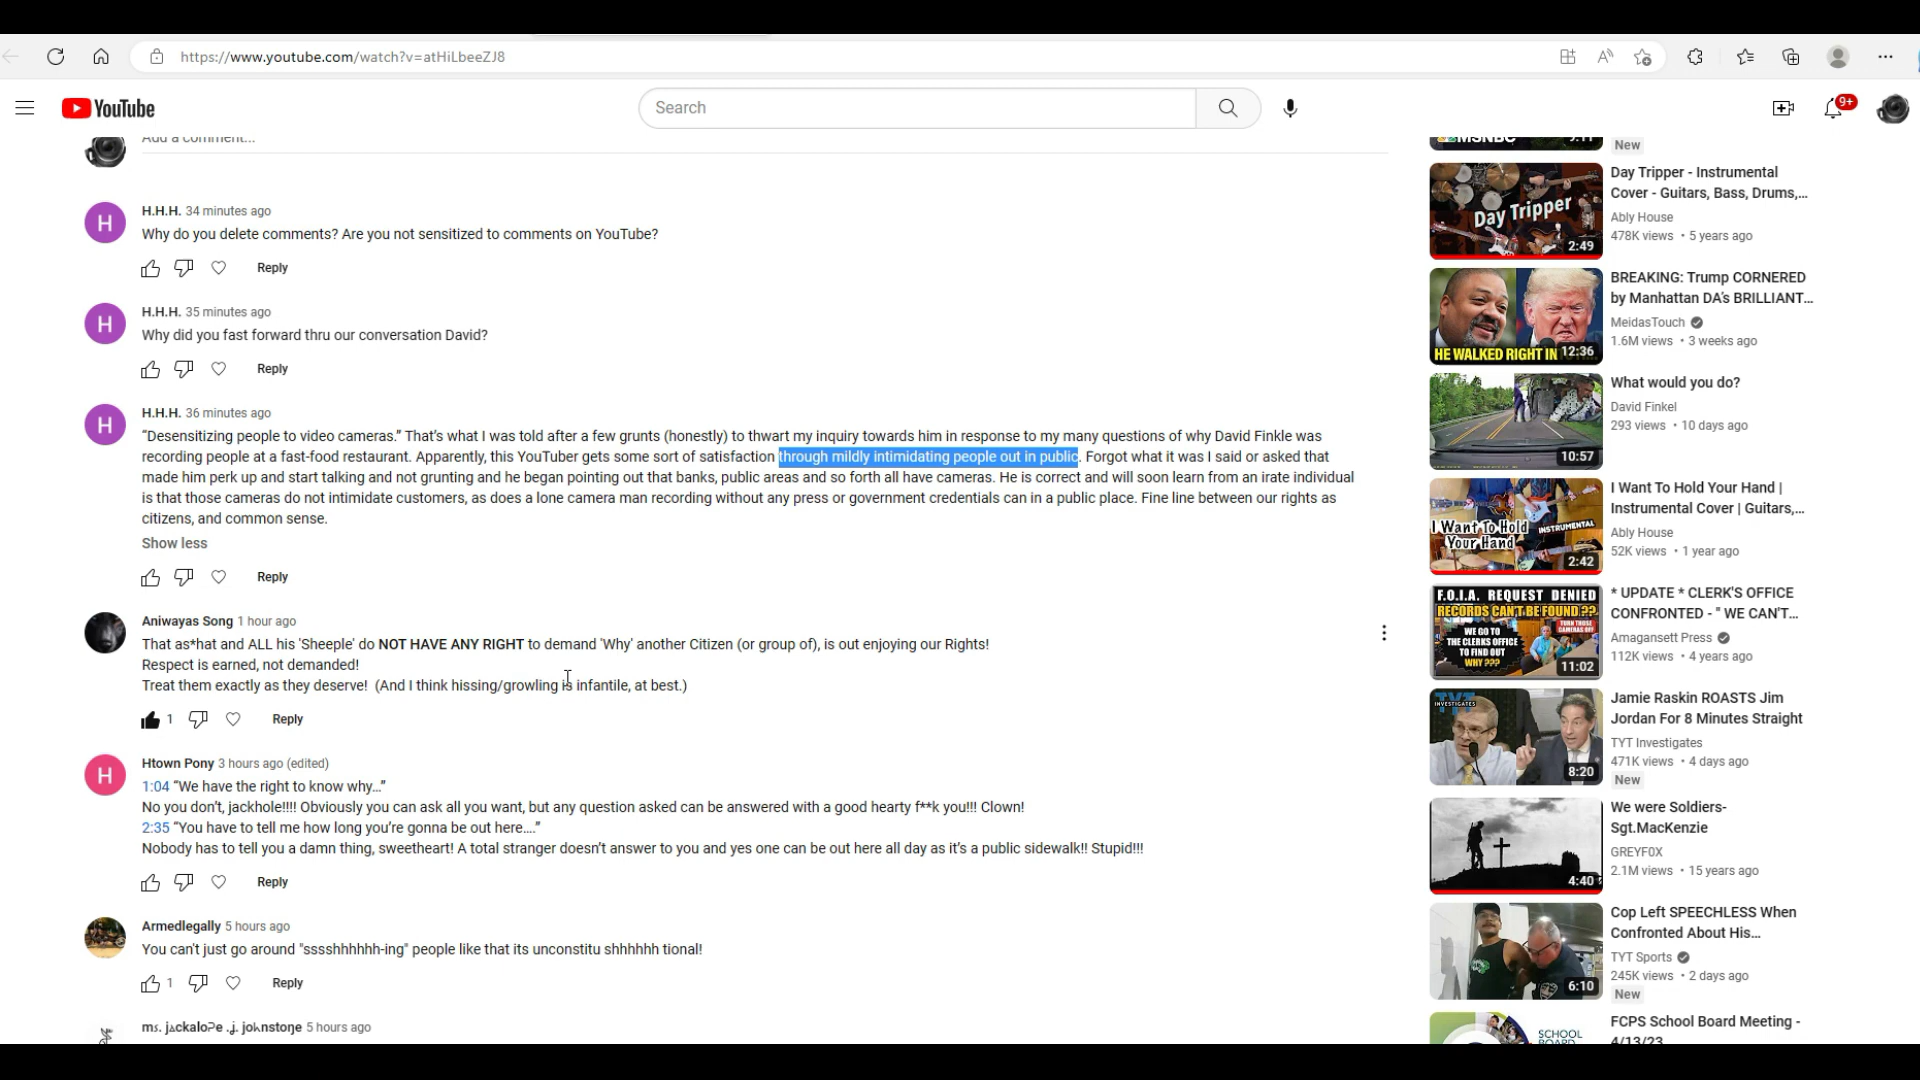 https://www.youtube.com/watch?v=atHiLbeeZJ8
YouTube
Search
9+
Add a comment...
H
H.H.H. 34 minutes ago
Why do you delete comments? Are you not sensitized to comments on YouTube?
Reply
H
H.H.H. 35 minutes ago
Why did you fast forward thru our conversation David?
Reply
H
H.H.H. 36 minutes ago
“Desensitizing people to video cameras.” That’s what I was told after a few grunts (honestly) to thwart my inquiry towards him in response to my many questions of why David Finkle was
recording people at a fast-food restaurant. Apparently, this YouTuber gets some sort of satisfaction through mildly intimidating people out in public. Forgot what it was I said or asked that
made him perk up and start talking and not grunting and he began pointing out that banks, public areas and so forth all have cameras. He is correct and will soon learn from an irate individual
is that those cameras do not intimidate customers, as does a lone camera man recording without any press or government credentials can in a public place. Fine line between our rights as
citizens, and common sense.
Show less
Reply
Aniwayas Song 1 hour ago
That as*hat and ALL his 'Sheeple' do NOT HAVE ANY RIGHT to demand 'Why' another Citizen (or group of), is out enjoying our Rights!
Respect is earned, not demanded!
Treat them exactly as they deserve! (And I think hissing/growling is infantile, at best.)
1
Reply
H
Htown Pony 3 hours ago (edited)
1:04 “We have the right to know why…”
No you don’t, jackhole!!!! Obviously you can ask all you want, but any question asked can be answered with a good hearty f**k you!!! Clown!
2:35 “You have to tell me how long you’re gonna be out here….”
Nobody has to tell you a damn thing, sweetheart! A total stranger doesn’t answer to you and yes one can be out here all day as it’s a public sidewalk!! Stupid!!!
Reply
Armedlegally 5 hours ago
You can't just go around "sssshhhhhh-ing" people like that its unconstitu shhhhhh tional!
1
Reply
5 hours ago
MSNBC
9:11
New
Day Tripper
2:49
Day Tripper - Instrumental
Cover - Guitars, Bass, Drums,...
Ably House
478K views • 5 years ago
HE WALKED RIGHT IN
12:36
BREAKING: Trump CORNERED
by Manhattan DA's BRILLIANT...
MeidasTouch
1.6M views • 3 weeks ago
10:57
What would you do?
David Finkel
293 views • 10 days ago
I Want To Hold
Your Hand
INSTRUMENTAL
2:42
I Want To Hold Your Hand |
Instrumental Cover | Guitars,...
Ably House
52K views • 1 year ago
F.O.I.A. REQUEST DENIED
RECORDS CAN'T BE FOUND ??
WE GO TO
THE CLERKS OFFICE
TO FIND OUT
WHY ???
TURN THOSE
CAMERAS OFF
11:02
* UPDATE * CLERK'S OFFICE
CONFRONTED - " WE CAN'T...
Amagansett Press
112K views • 4 years ago
TYT
INVESTIGATES
8:20
Jamie Raskin ROASTS Jim
Jordan For 8 Minutes Straight
TYT Investigates
471K views • 4 days ago
New
4:40
We were Soldiers-
Sgt.MacKenzie
GREYF0X
2.1M views • 15 years ago
6:10
Cop Left SPEECHLESS When
Confronted About His...
TYT Sports
245K views • 2 days ago
New
SCHOOL
BOARD
FCPS School Board Meeting -
4/13/23